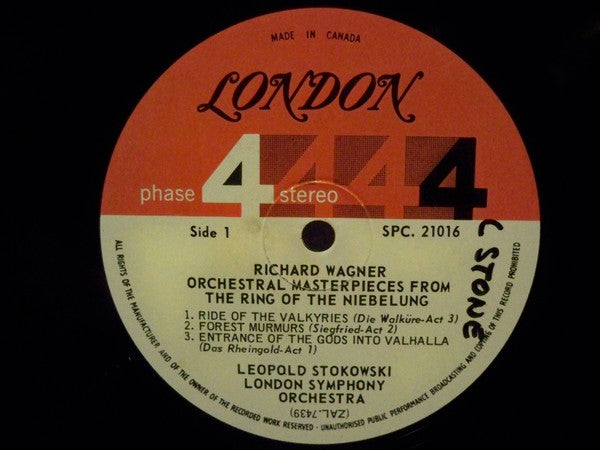 MADE IN CANADA
LONDON
phase 4 stereo 4 4 4
Side 1
SPC. 21016
RICHARD WAGNER
ORCHESTRAL MASTERPIECES FROM
THE RING OF THE NIEBELUNG
1. RIDE OF THE VALKYRIES (Die Walküre-Act 3)
2. FOREST MURMURS (Siegfried-Act 2)
3. ENTRANCE OF THE GODS INTO VALHALLA
(Das Rheingold-Act 1)
LEOPOLD STOKOWSKI
LONDON SYMPHONY
ORCHESTRA
(ZAL.7439)
L STONE
ALL RIGHTS OF THE MANUFACTURER AND OF THE OWNER OF THE RECORDED WORK RESERVED · UNAUTHORISED PUBLIC PERFORMANCE BROADCASTING AND COPYING OF THIS RECORD PROHIBITED